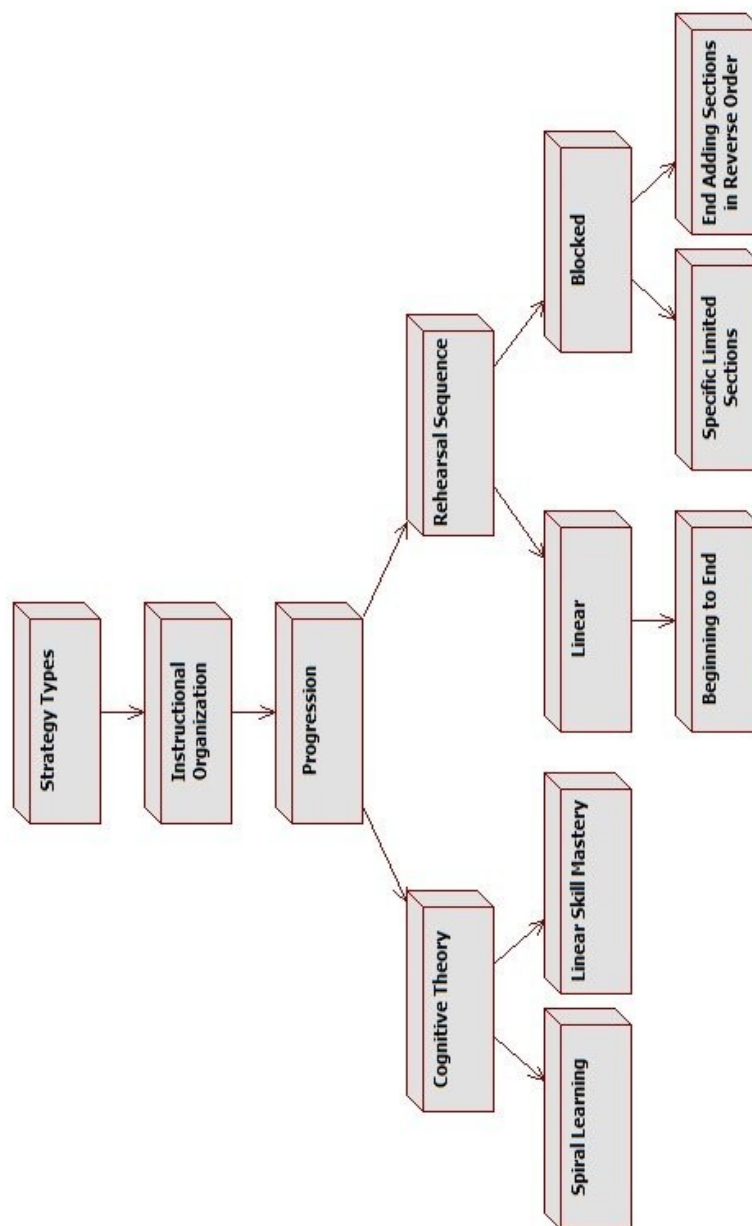 Strategy Types
Instructional
Organization
Progression
Cognitive Theory
Rehearsal Sequence
Spiral Learning
Linear Skill Mastery
Linear
Blocked
Beginning to End
Specific Limited
Sections
End Adding Sections
in Reverse Order